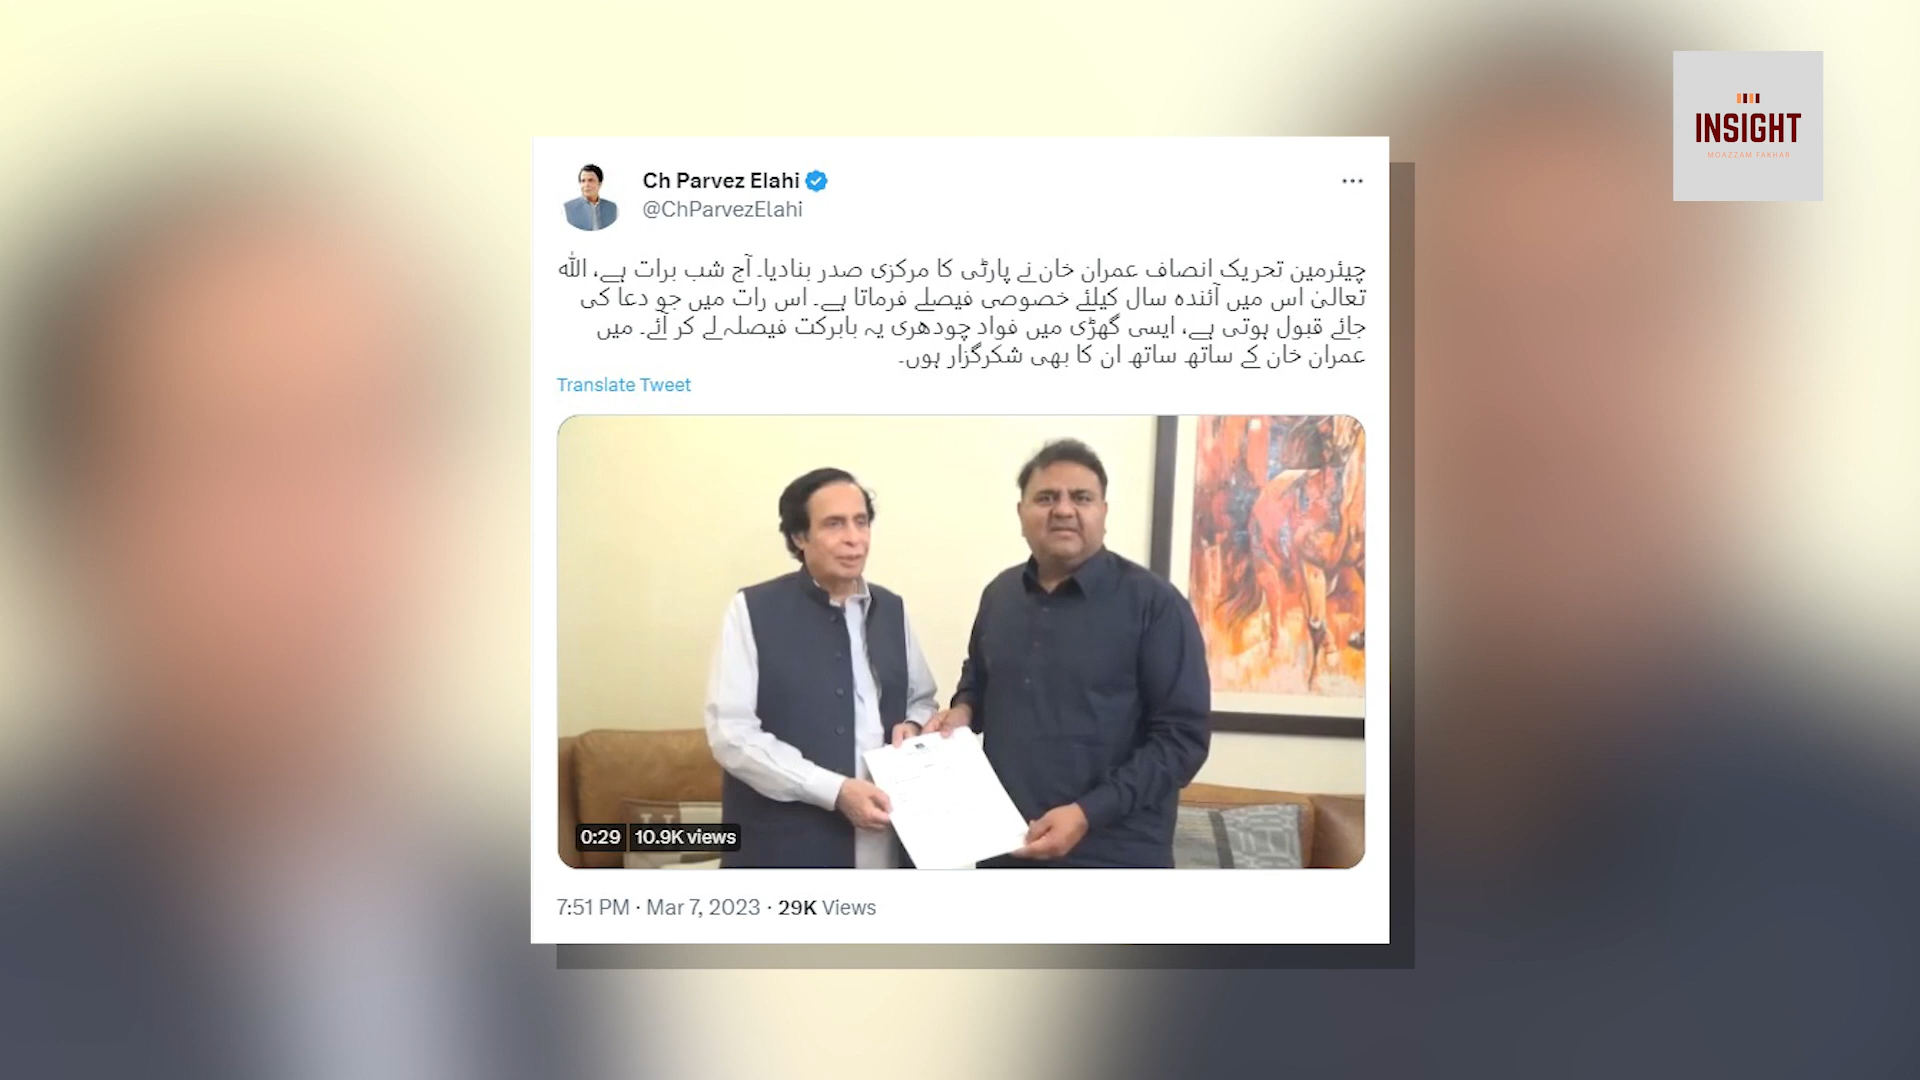 INSIGHT
MOAZZAM FAKHAR
Ch Parvez Elahi
@ChParvezElahi
چیئرمین تحریک انصاف عمران خان نے پارٹی کا مرکزی صدر بنادیا۔ آج شب برات ہے، اللہ
تعالیٰ اس میں آئندہ سال کیلئے خصوصی فیصلے فرماتا ہے۔ اس رات میں جو دعا کی
جائے قبول ہوتی ہے، ایسی گھڑی میں فواد چودھری یہ بابرکت فیصلہ لے کر آئے۔ میں
عمران خان کے ساتھ ساتھ ان کا بھی شکرگزار ہوں۔
Translate Tweet
0:29 10.9K views
7:51 PM · Mar 7, 2023 · 29K Views